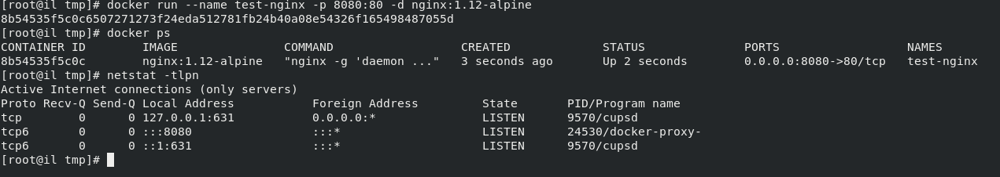 [root@il tmp]# docker run --name test-nginx -p 8080:80 -d nginx:1.12-alpine
8b54535f5c0c6507271273f24eda512781fb24b40a08e54326f165498487055d
[root@il tmp]# docker ps
CONTAINER ID        IMAGE               COMMAND                  CREATED             STATUS              PORTS                  NAMES
8b54535f5c0c        nginx:1.12-alpine   "nginx -g 'daemon ..."   3 seconds ago       Up 2 seconds        0.0.0.0:8080->80/tcp   test-nginx
[root@il tmp]# netstat -tlpn
Active Internet connections (only servers)
Proto Recv-Q Send-Q Local Address           Foreign Address         State       PID/Program name
tcp        0      0 127.0.0.1:631           0.0.0.0:*               LISTEN      9570/cupsd
tcp6       0      0 :::8080                 :::*                    LISTEN      24530/docker-proxy-
tcp6       0      0 ::1:631                 :::*                    LISTEN      9570/cupsd
[root@il tmp]#